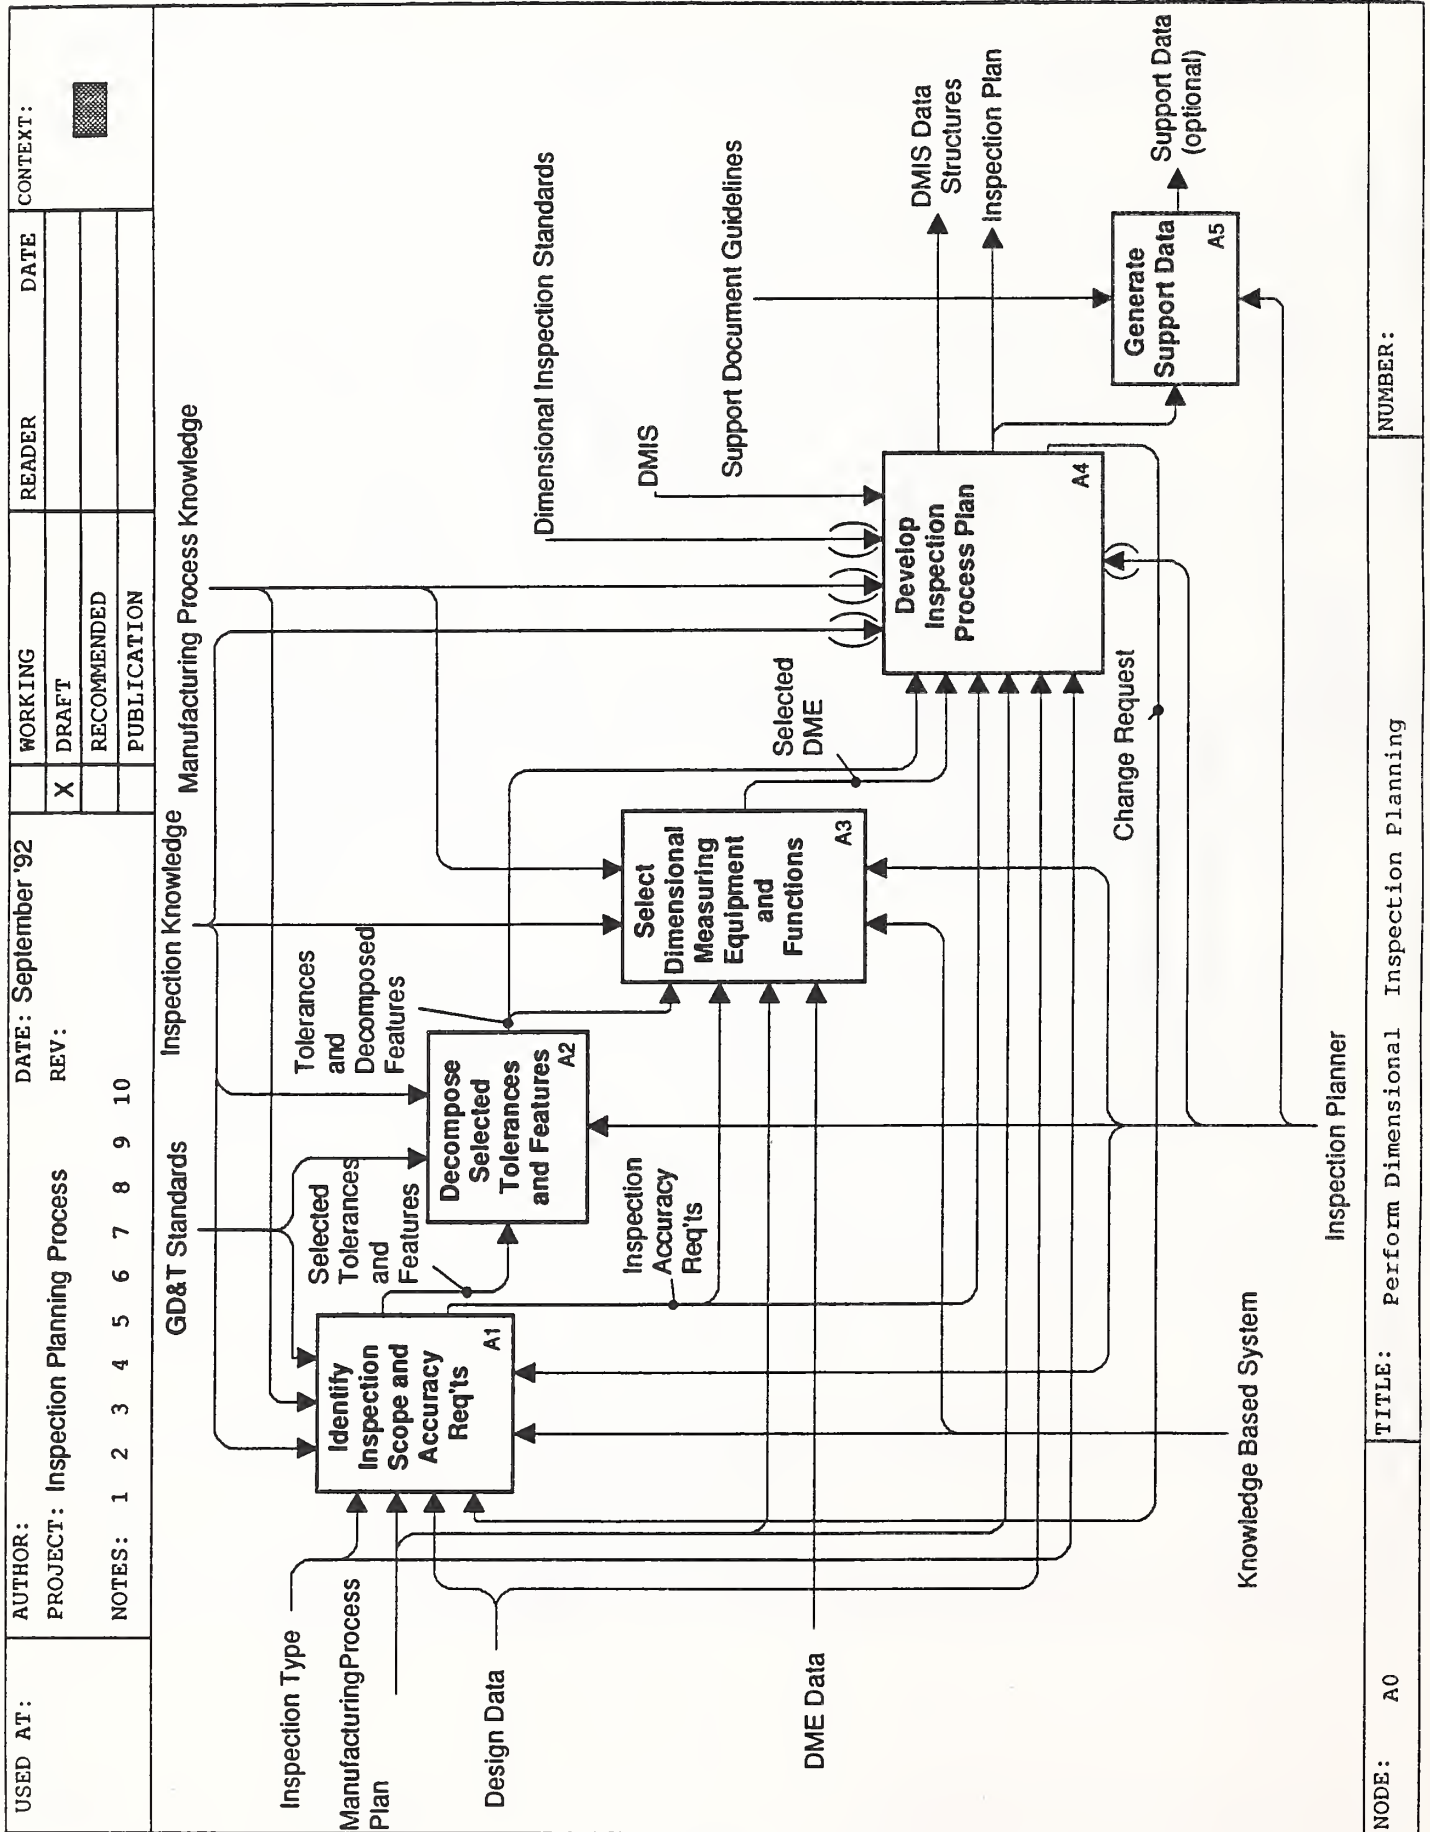 USED AT:
AUTHOR:
DATE: September '92
WORKING
READER
DATE
CONTEXT:
PROJECT: Inspection Planning Process
REV:
X
DRAFT
RECOMMENDED
NOTES: 1 2 3 4 5 6 7 8 9 10
PUBLICATION
GD&T Standards
Inspection Knowledge
Manufacturing Process Knowledge
Inspection Type
Manufacturing Process
Plan
Design Data
DME Data
Identify
Inspection
Scope and
Accuracy
Req'ts
A1
Selected
Tolerances
and
Features
Decompose
Selected
Tolerances
and Features
A2
Tolerances
and
Decomposed
Features
Inspection
Accuracy
Req'ts
Select
Dimensional
Measuring
Equipment
and
Functions
A3
Selected
DME
Dimensional Inspection Standards
DMIS
Support Document Guidelines
Develop
Inspection
Process Plan
A4
DMIS Data
Structures
Inspection Plan
Generate
Support Data
A5
Support Data
(optional)
Change Request
Knowledge Based System
Inspection Planner
NODE: A0
TITLE: Perform Dimensional Inspection Planning
NUMBER: